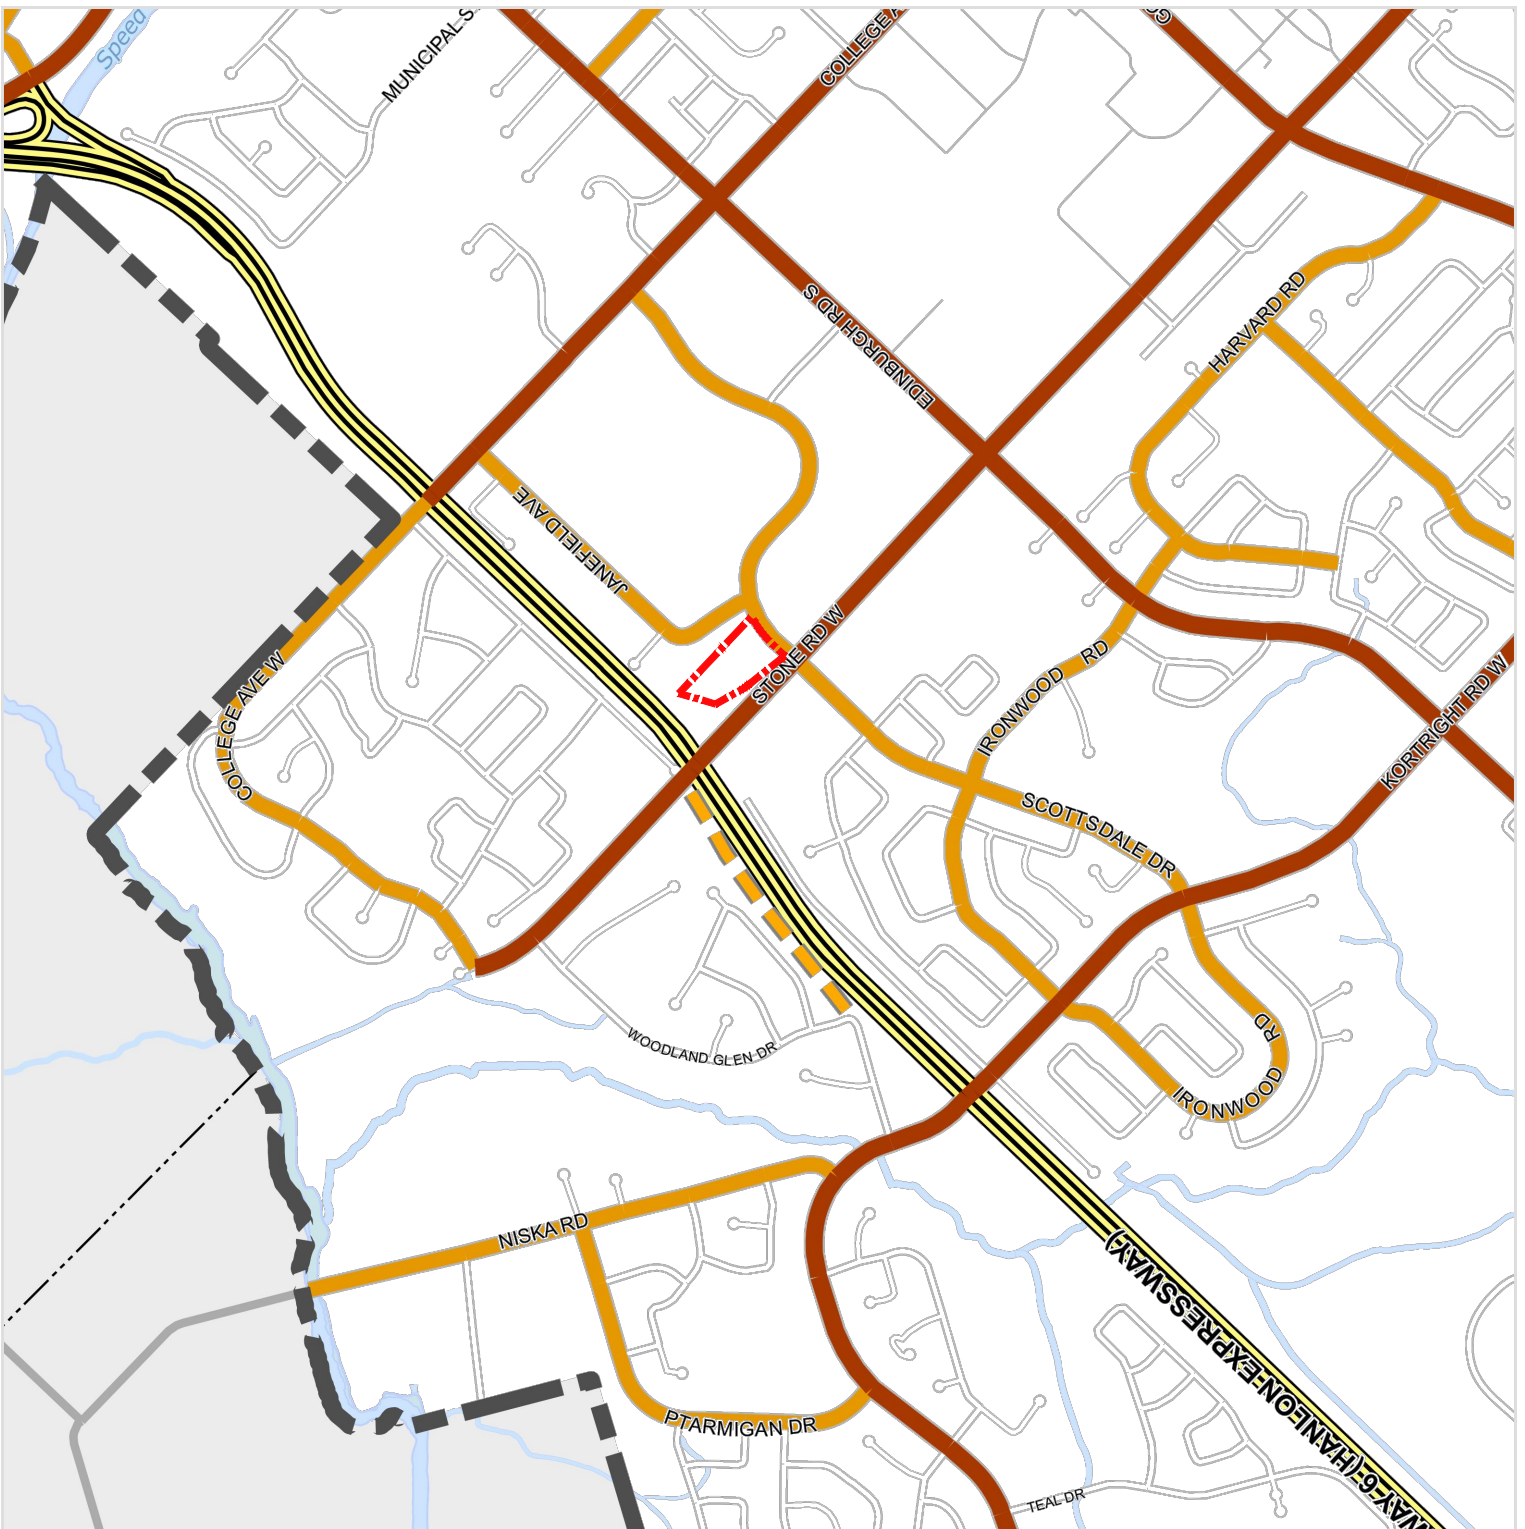 Speed
MUNICIPAL S
COLLEGE A
GO
EDINBURGH RD S
HARVARD RD
JANEFIELD AVE
STONE RD W
COLLEGE AVE W
IRONWOOD RD
KORTRIGHT RD W
SCOTTSDALE DR
WOODLAND GLEN DR
IRONWOOD RD
NISKA RD
WAY 6 (HANLON EXPRESSWAY)
PTARMIGAN DR
TEAL DR